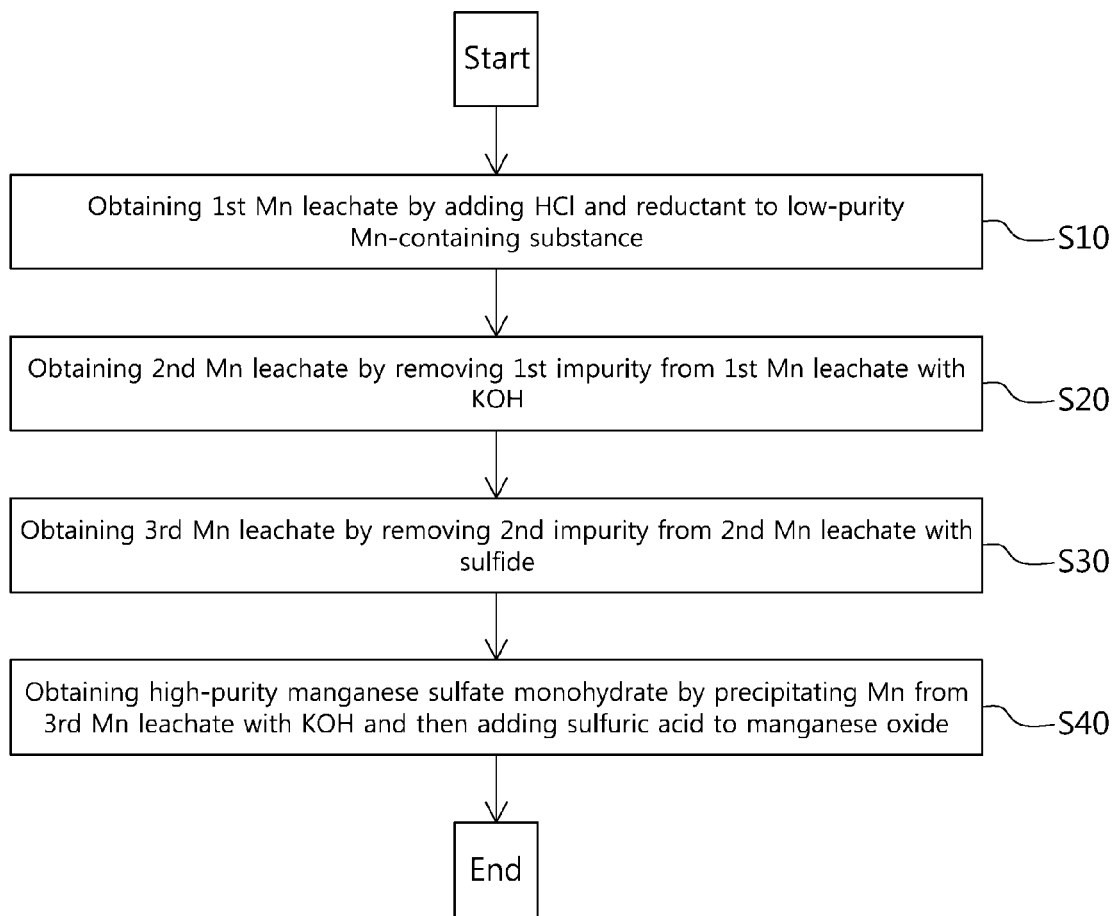 Start
Obtaining 1st Mn leachate by adding HCl and reductant to low-purity
Mn-containing substance
S10
Obtaining 2nd Mn leachate by removing 1st impurity from 1st Mn leachate with
KOH
S20
Obtaining 3rd Mn leachate by removing 2nd impurity from 2nd Mn leachate with
sulfide
S30
Obtaining high-purity manganese sulfate monohydrate by precipitating Mn from
3rd Mn leachate with KOH and then adding sulfuric acid to manganese oxide
S40
End